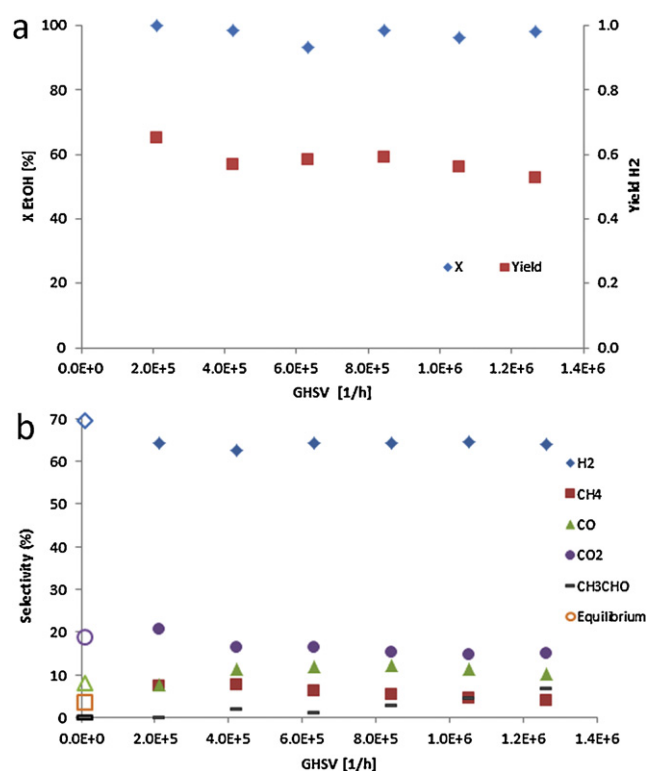 a
100
80
60
40
20
0
X EtOH [%]
1.0
0.8
0.6
0.4
0.2
0.0
Yield H2
X
Yield
0.0E+0 2.0E+5 4.0E+5 6.0E+5 8.0E+5 1.0E+6 1.2E+6 1.4E+6
GHSV [1/h]
b
70
60
50
40
30
20
10
0
Selectivity (%)
H2
CH4
CO
CO2
CH3CHO
Equilibrium
0.0E+0 2.0E+5 4.0E+5 6.0E+5 8.0E+5 1.0E+6 1.2E+6 1.4E+6
GHSV [1/h]